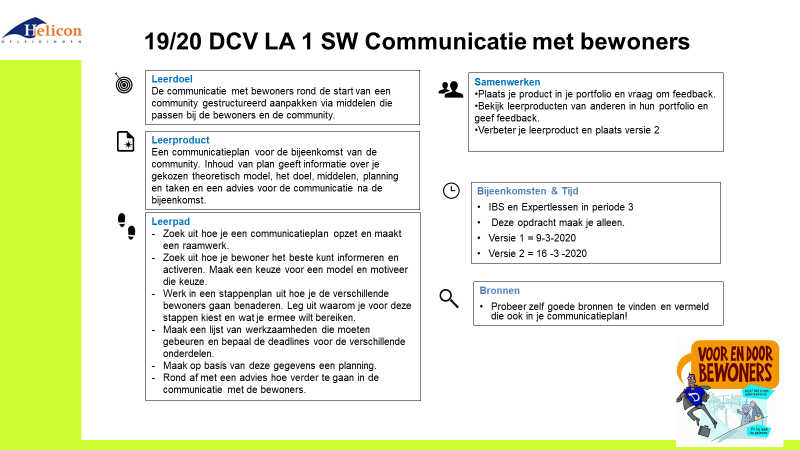 Helicon
OPLEIDINGEN
19/20 DCV LA 1 SW Communicatie met bewoners
Leerdoel
De communicatie met bewoners rond de start van een
community gestructureerd aanpakken via middelen die
passen bij de bewoners en de community.
Leerproduct
Een communicatieplan voor de bijeenkomst van de
community. Inhoud van plan geeft informatie over je
gekozen theoretisch model, het doel, middelen, planning
en taken en een advies voor de communicatie na de
bijeenkomst.
Leerpad
- Zoek uit hoe je een communicatieplan opzet en maakt
een raamwerk.
- Zoek uit hoe je bewoner het beste kunt informeren en
activeren. Maak een keuze voor een model en motiveer
die keuze.
- Werk in een stappenplan uit hoe je de verschillende
bewoners gaan benaderen. Leg uit waarom je voor deze
stappen kiest en wat je ermee wilt bereiken.
- Maak een lijst van werkzaamheden die moeten
gebeuren en bepaal de deadlines voor de verschillende
onderdelen.
- Maak op basis van deze gegevens een planning.
- Rond af met een advies hoe verder te gaan in de
communicatie met de bewoners.
Samenwerken
•Plaats je product in je portfolio en vraag om feedback.
•Bekijk leerproducten van anderen in hun portfolio en
geef feedback.
•Verbeter je leerproduct en plaats versie 2
Bijeenkomsten & Tijd
• IBS en Expertlessen in periode 3
• Deze opdracht maak je alleen.
• Versie 1 = 9-3-2020
• Versie 2 = 16 -3 -2020
Bronnen
• Probeer zelf goede bronnen te vinden en vermeld
die ook in je communicatieplan!
VOOR EN DOOR
BEWONERS
D